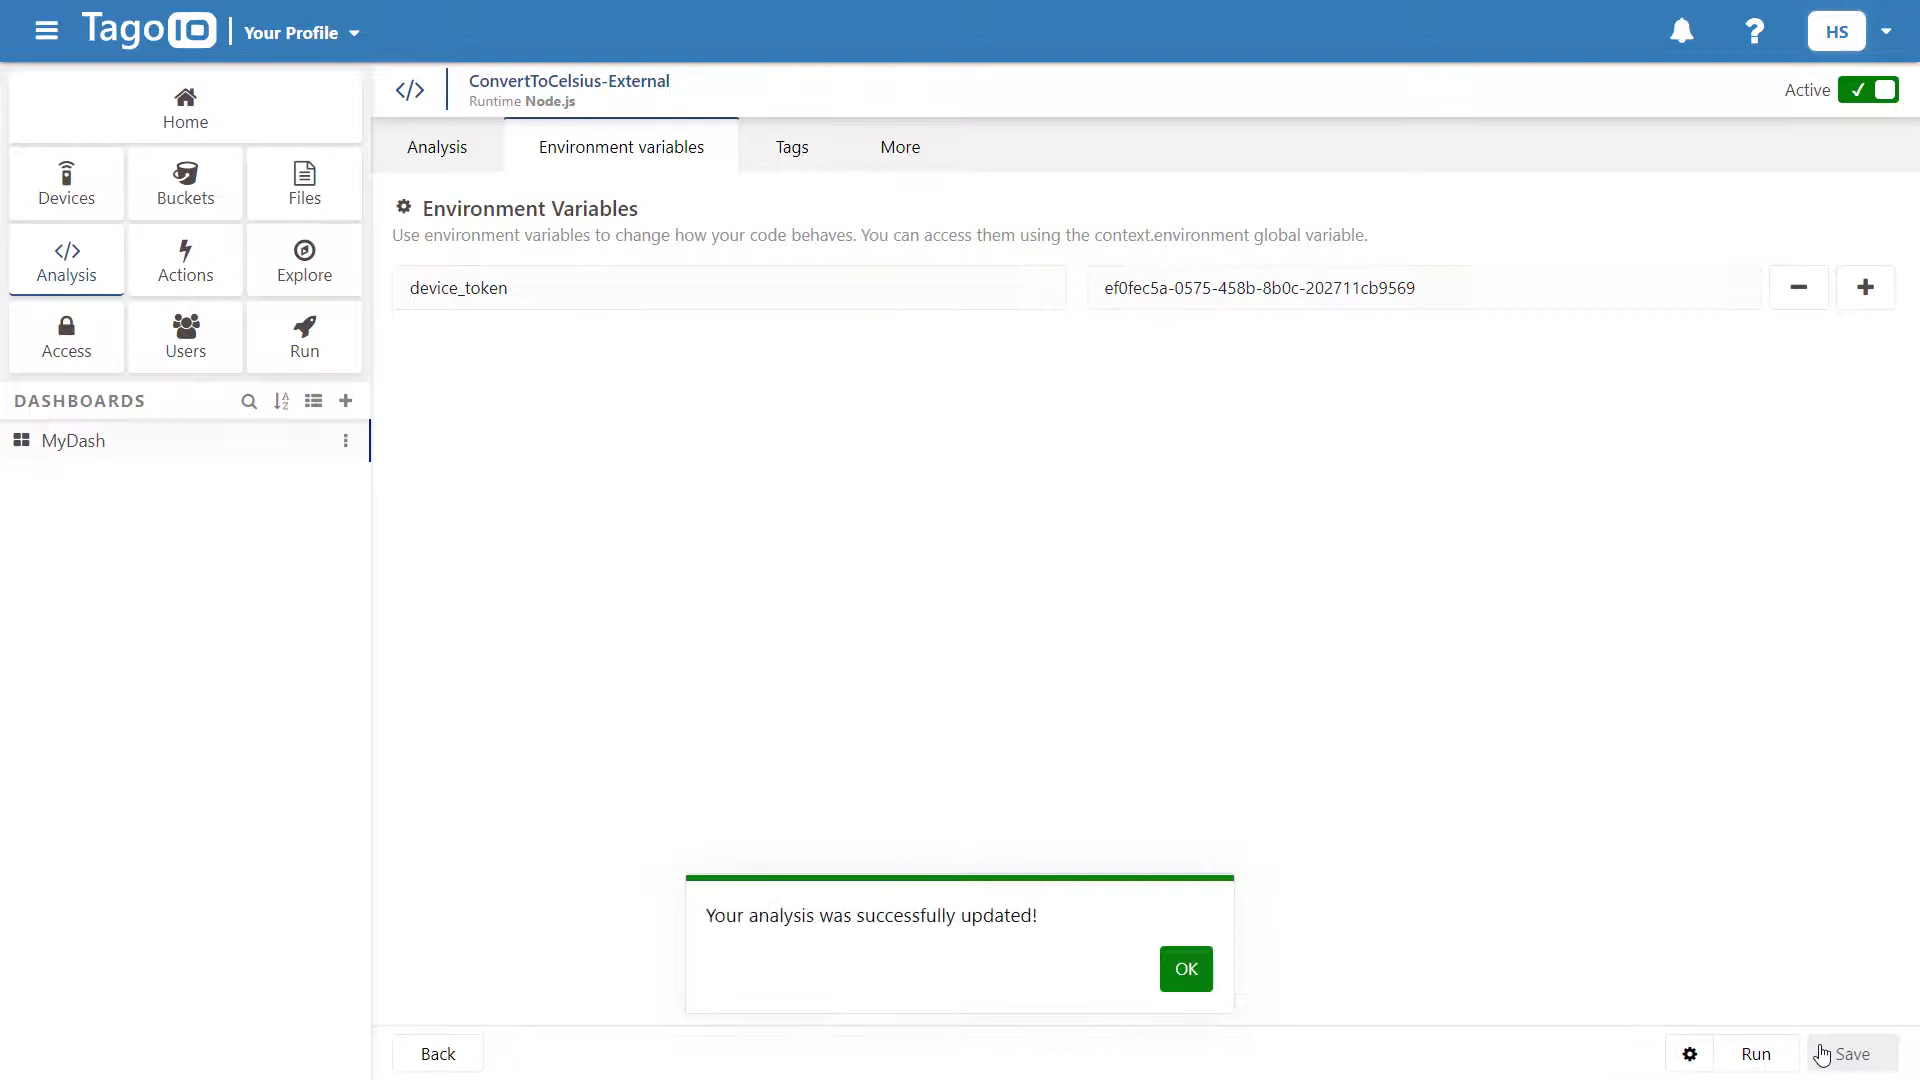 TagoIO
Your Profile
HS
Home
Devices
Buckets
Files
Analysis
Actions
Explore
Access
Users
Run
DASHBOARDS
MyDash
ConvertToCelsius-External
Runtime Node.js
Active
Analysis
Environment variables
Tags
More
Environment Variables
Use environment variables to change how your code behaves. You can access them using the context.environment global variable.
device_token
ef0fec5a-0575-458b-8b0c-202711cb9569
Your analysis was successfully updated!
OK
Back
Run
Save